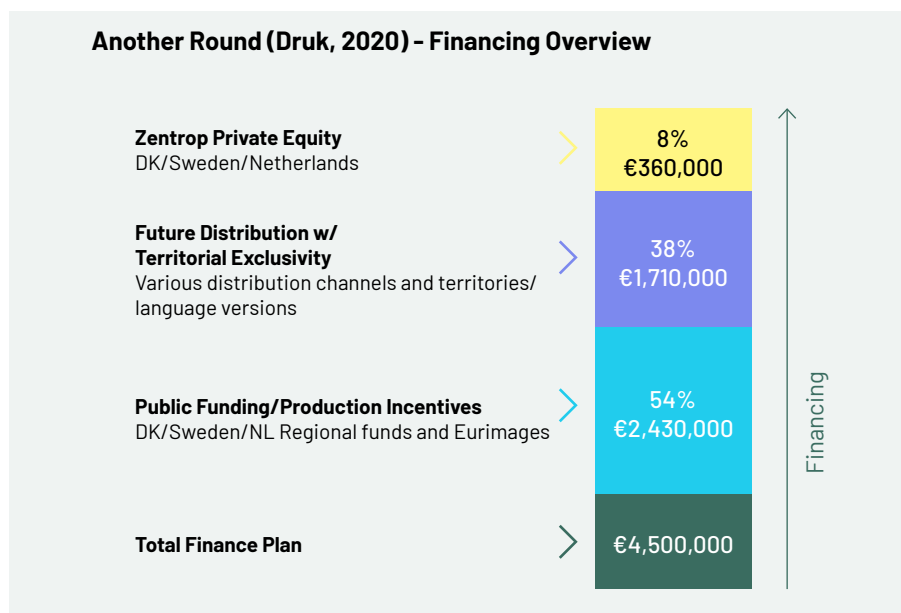 Another Round (Druk, 2020) - Financing Overview
Zentrop Private Equity
DK/Sweden/Netherlands
8%
€360,000
Future Distribution w/
Territorial Exclusivity
Various distribution channels and territories/
language versions
38%
€1,710,000
Public Funding/Production Incentives
DK/Sweden/NL Regional funds and Eurimages
54%
€2,430,000
Total Finance Plan
€4,500,000
Financing